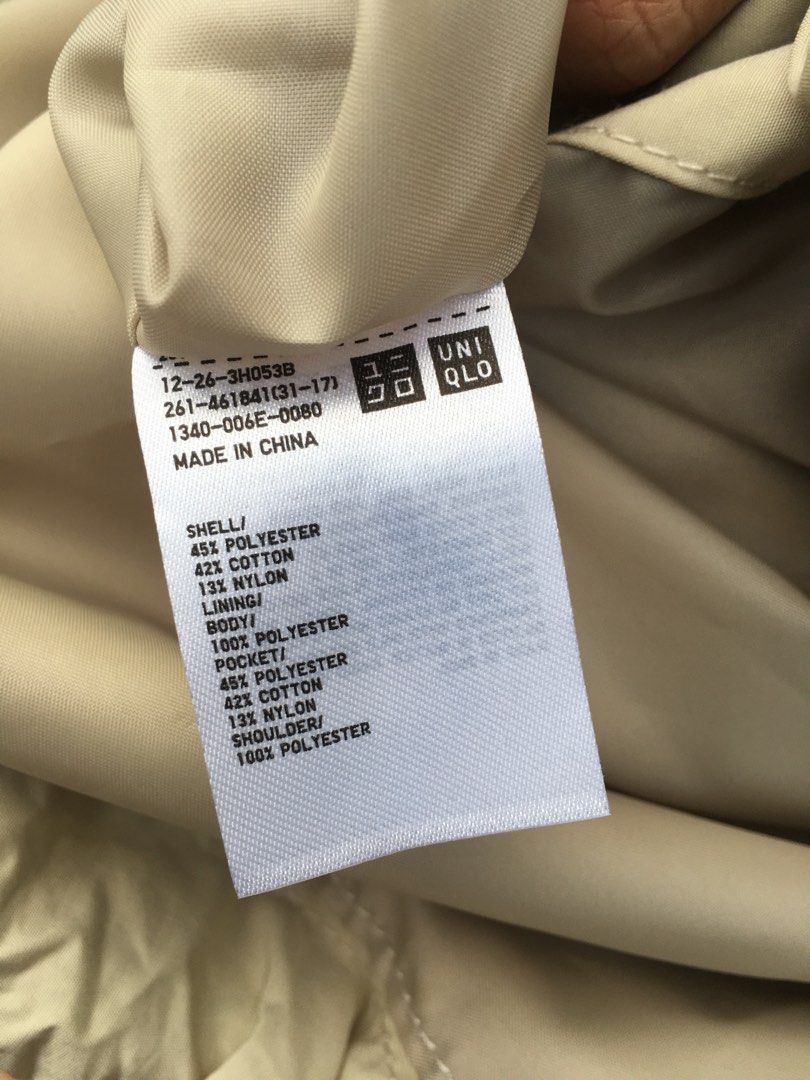 12-26-3H053B
261-461841(31-17)
1340-006E-0080
MADE IN CHINA
ユニ
クロ
UNI
QLO
SHELL/
45% POLYESTER
42% COTTON
13% NYLON
LINING/
BODY/
100% POLYESTER
POCKET/
45% POLYESTER
42% COTTON
13% NYLON
SHOULDER/
100% POLYESTER